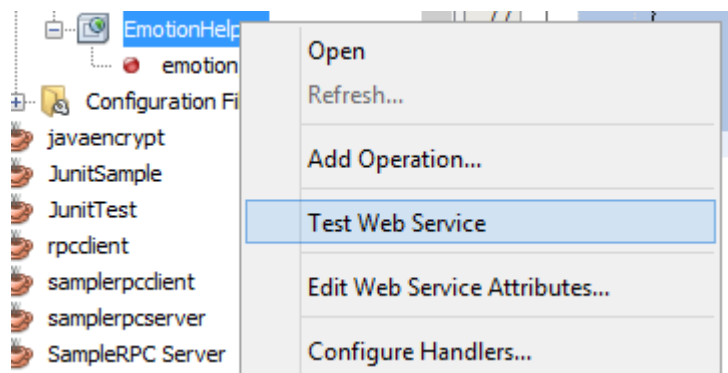 EmotionHelp
emotion
Configuration Fi
javaencrypt
JunitSample
JunitTest
rpcclient
samplerpcclient
samplerpcserver
SampleRPC Server
//
}
Open
Refresh...
Add Operation...
Test Web Service
Edit Web Service Attributes...
Configure Handlers...